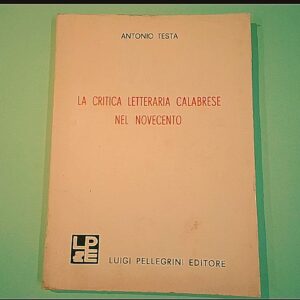 ANTONIO TESTA
LA CRITICA LETTERARIA CALABRESE
NEL NOVECENTO
LPE
LUIGI PELLEGRINI EDITORE